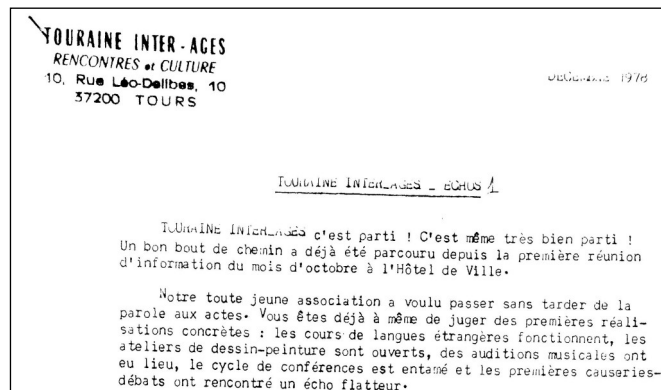 TOURAINE INTER-AGES
RENCONTRES et CULTURE
10, Rue Léo-Delibes, 10
37200 TOURS
DECEMBRE 1978
TOURAINE INTER_AGES _ ECHOS 1
TOURAINE INTER_AGES c'est parti ! C'est même très bien parti !
Un bon bout de chemin a déjà été parcouru depuis la première réunion
d'information du mois d'octobre à l'Hôtel de Ville.
Notre toute jeune association a voulu passer sans tarder de la
parole aux actes. Vous êtes déjà à même de juger des premières réali-
sations concrètes : les cours de langues étrangères fonctionnent, les
ateliers de dessin-peinture sont ouverts, des auditions musicales ont
eu lieu, le cycle de conférences est entamé et les premières causeries-
débats ont rencontré un écho flatteur.